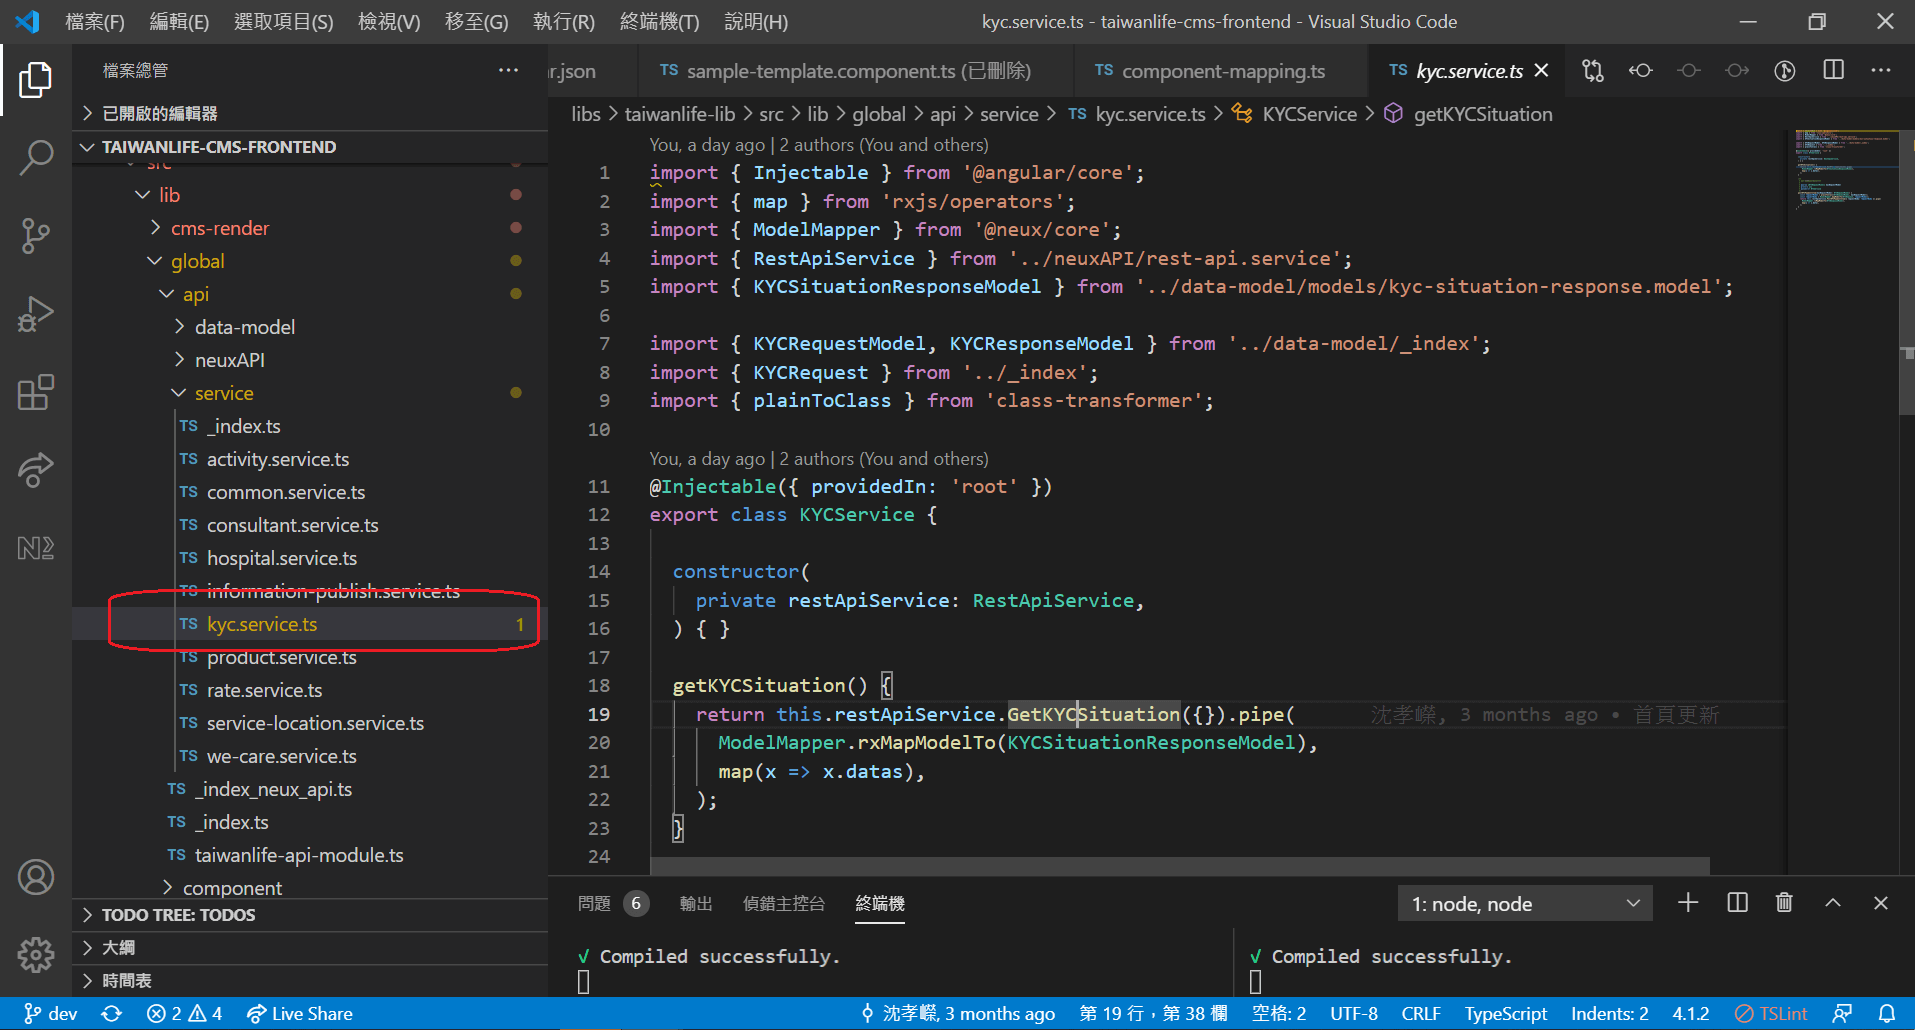 檔案(F) 編輯(E) 選取項目(S) 檢視(V) 移至(G) 執行(R) 終端機(T) 說明(H) kyc.service.ts - taiwanlife-cms-frontend - Visual Studio Code
檔案總管 ···
已開啟的編輯器
TAIWANLIFE-CMS-FRONTEND
src
lib
cms-render
global
api
data-model
neuxAPI
service
TS _index.ts
TS activity.service.ts
TS common.service.ts
TS consultant.service.ts
TS hospital.service.ts
TS information-publish.service.ts
TS kyc.service.ts 1
TS product.service.ts
TS rate.service.ts
TS service-location.service.ts
TS we-care.service.ts
TS _index_neux_api.ts
TS _index.ts
TS taiwanlife-api-module.ts
component
TODO TREE: TODOS
大綱
時間表
ar.json TS sample-template.component.ts (已刪除) TS component-mapping.ts TS kyc.service.ts
libs > taiwanlife-lib > src > lib > global > api > service > TS kyc.service.ts > KYCService > getKYCSituation
You, a day ago | 2 authors (You and others)
1 import { Injectable } from '@angular/core';
2 import { map } from 'rxjs/operators';
3 import { ModelMapper } from '@neux/core';
4 import { RestApiService } from '../neuxAPI/rest-api.service';
5 import { KYCSituationResponseModel } from '../data-model/models/kyc-situation-response.model';
6
7 import { KYCRequestModel, KYCResponseModel } from '../data-model/_index';
8 import { KYCRequest } from '../_index';
9 import { plainToClass } from 'class-transformer';
10
You, a day ago | 2 authors (You and others)
11 @Injectable({ providedIn: 'root' })
12 export class KYCService {
13
14 constructor(
15 private restApiService: RestApiService,
16 ) { }
17
18 getKYCSituation() {
19 return this.restApiService.GetKYCSituation({}).pipe( 沈孝嶸, 3 months ago • 首頁更新
20 ModelMapper.rxMapModelTo(KYCSituationResponseModel),
21 map(x => x.datas),
22 );
23 }
24
問題 6 輸出 偵錯主控台 終端機 1: node, node
√ Compiled successfully.
√ Compiled successfully.
dev 2 4 Live Share 沈孝嶸, 3 months ago 第 19 行，第 38 欄 空格: 2 UTF-8 CRLF TypeScript Indents: 2 4.1.2 TSLint